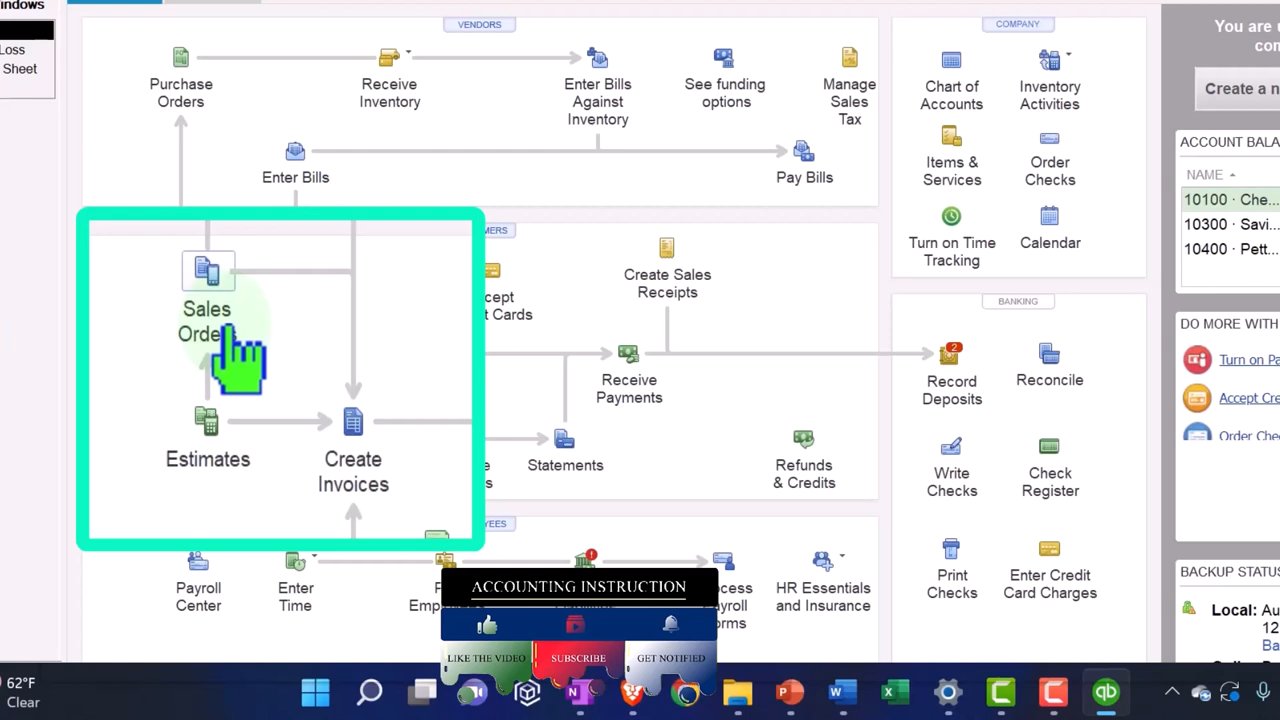 indows
Loss
Sheet
VENDORS
Purchase
Orders
Receive
Inventory
Enter Bills
Against
Inventory
See funding
options
Manage
Sales
Tax
Enter Bills
Pay Bills
MERS
Sales
Orde
Estimates
Create
Invoices
cept
t Cards
Create Sales
Receipts
Receive
Payments
e
s
Statements
Refunds
& Credits
YEES
Payroll
Center
Enter
Time
P
Emp
cess
yroll
orms
HR Essentials
and Insurance
COMPANY
Chart of
Accounts
Inventory
Activities
Items &
Services
Order
Checks
Turn on Time
Tracking
Calendar
BANKING
2
Record
Deposits
Reconcile
Write
Checks
Check
Register
Print
Checks
Enter Credit
Card Charges
You are u
com
Create a n
ACCOUNT BALA
NAME
10100 · Che...
10300 · Savi...
10400 · Pett...
DO MORE WITH
Turn on Pa
Accept Cre
Order Che
BACKUP STATUS
Local: Au
12
Ba
ACCOUNTING INSTRUCTION
LIKE THE VIDEO
SUBSCRIBE
GET NOTIFIED
62°F
Clear